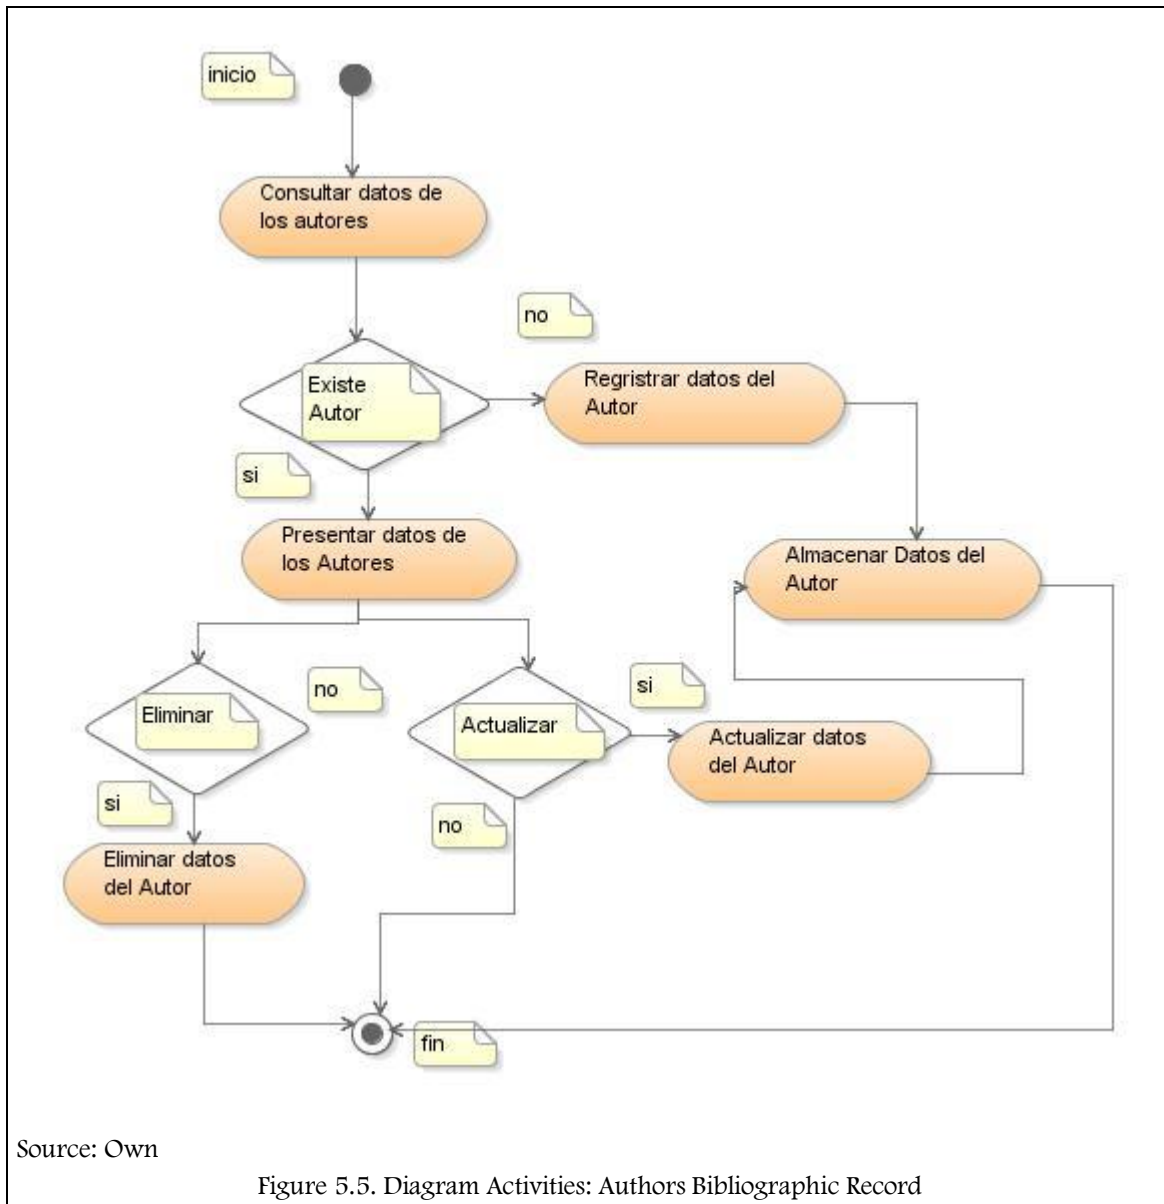 inicio
Consultar datos de
los autores
no
Existe
Autor
Regristrar datos del
Autor
si
Presentar datos de
los Autores
Almacenar Datos del
Autor
Eliminar
no
Actualizar
si
Actualizar datos
del Autor
si
no
Eliminar datos
del Autor
fin
Source: Own
Figure 5.5. Diagram Activities: Authors Bibliographic Record